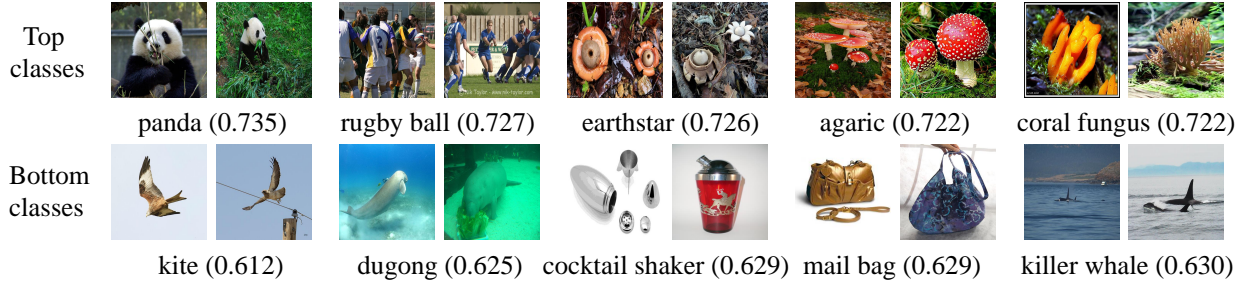 Top
classes
panda (0.735) rugby ball (0.727) earthstar (0.726) agaric (0.722) coral fungus (0.722)
Bottom
classes
kite (0.612) dugong (0.625) cocktail shaker (0.629) mail bag (0.629) killer whale (0.630)